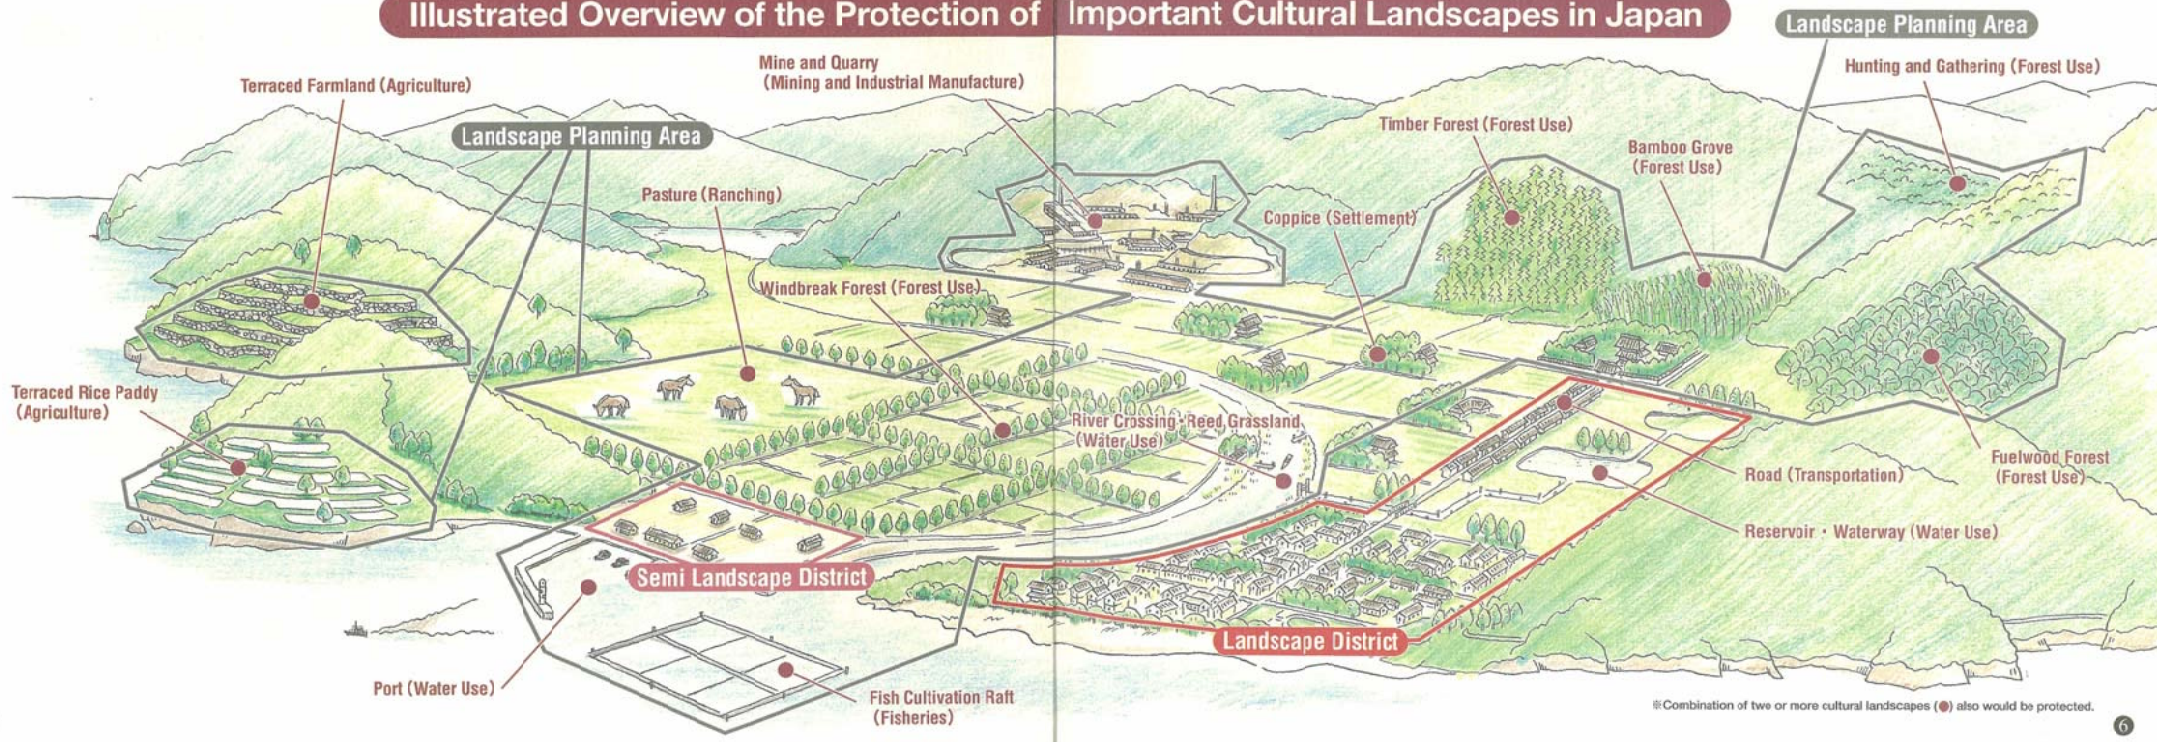 Illustrated Overview of the Protection of Important Cultural Landscapes in Japan
Landscape Planning Area
Hunting and Gathering (Forest Use)
Mine and Quarry
(Mining and Industrial Manufacture)
Terraced Farmland (Agriculture)
Landscape Planning Area
Timber Forest (Forest Use)
Bamboo Grove
(Forest Use)
Pasture (Ranching)
Coppice (Settlement)
Windbreak Forest (Forest Use)
Terraced Rice Paddy
(Agriculture)
River Crossing・Reed Grassland
(Water Use)
Fuelwood Forest
(Forest Use)
Road (Transportation)
Reservoir・Waterway (Water Use)
Semi Landscape District
Landscape District
Port (Water Use)
Fish Cultivation Raft
(Fisheries)
※Combination of two or more cultural landscapes (●) also would be protected.
6